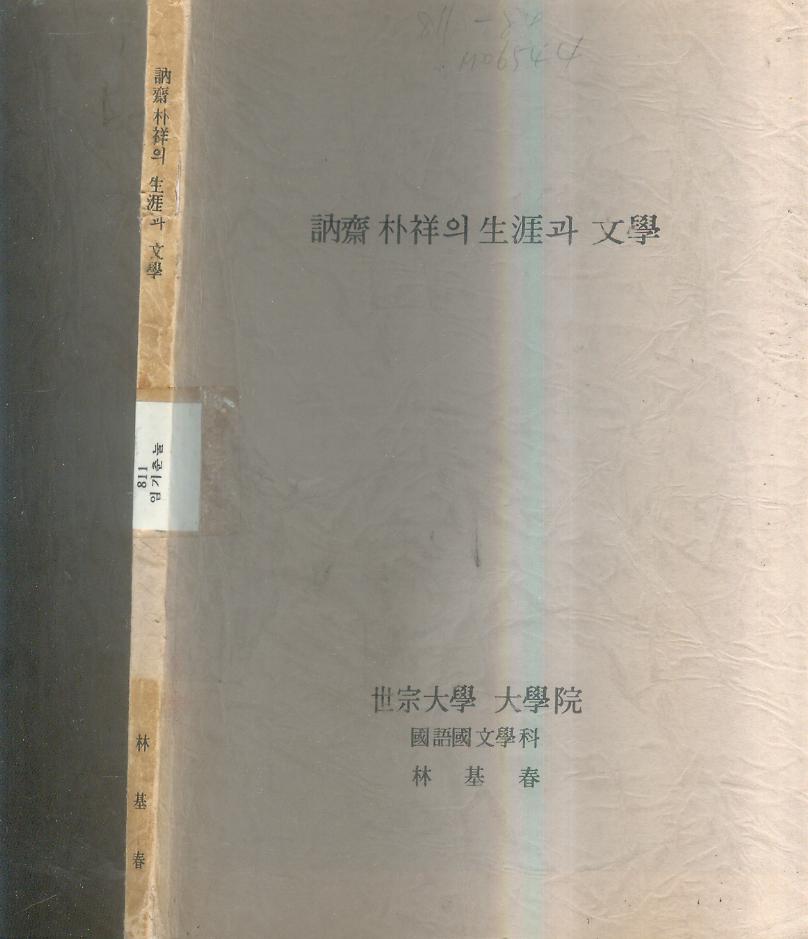 訥齋 朴祥의 生涯과 文學
811
임기춘눌
林基春
訥齋 朴祥의 生涯과 文學
世宗大學 大學院
國語國文學科
林基春